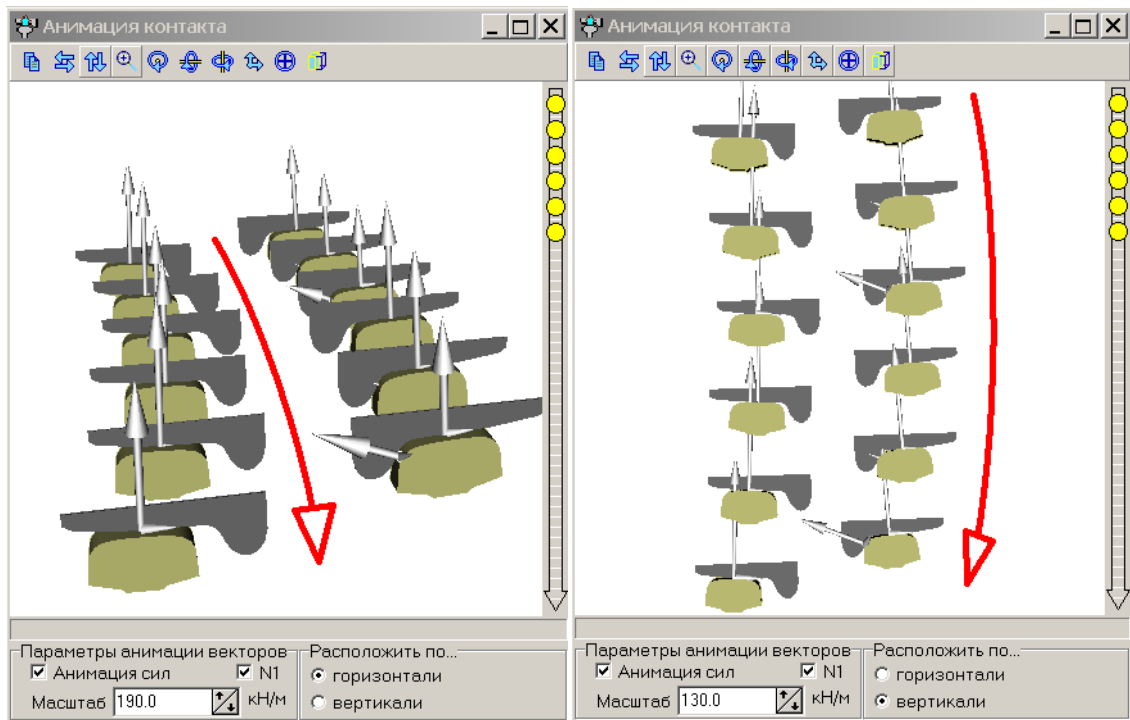 Анимация контакта
Параметры анимации векторов
Анимация сил
N1
Масштаб 190.0 кН/м
Расположить по...
горизонтали
вертикали
Анимация контакта
Параметры анимации векторов
Анимация сил
N1
Масштаб 130.0 кН/м
Расположить по...
горизонтали
вертикали